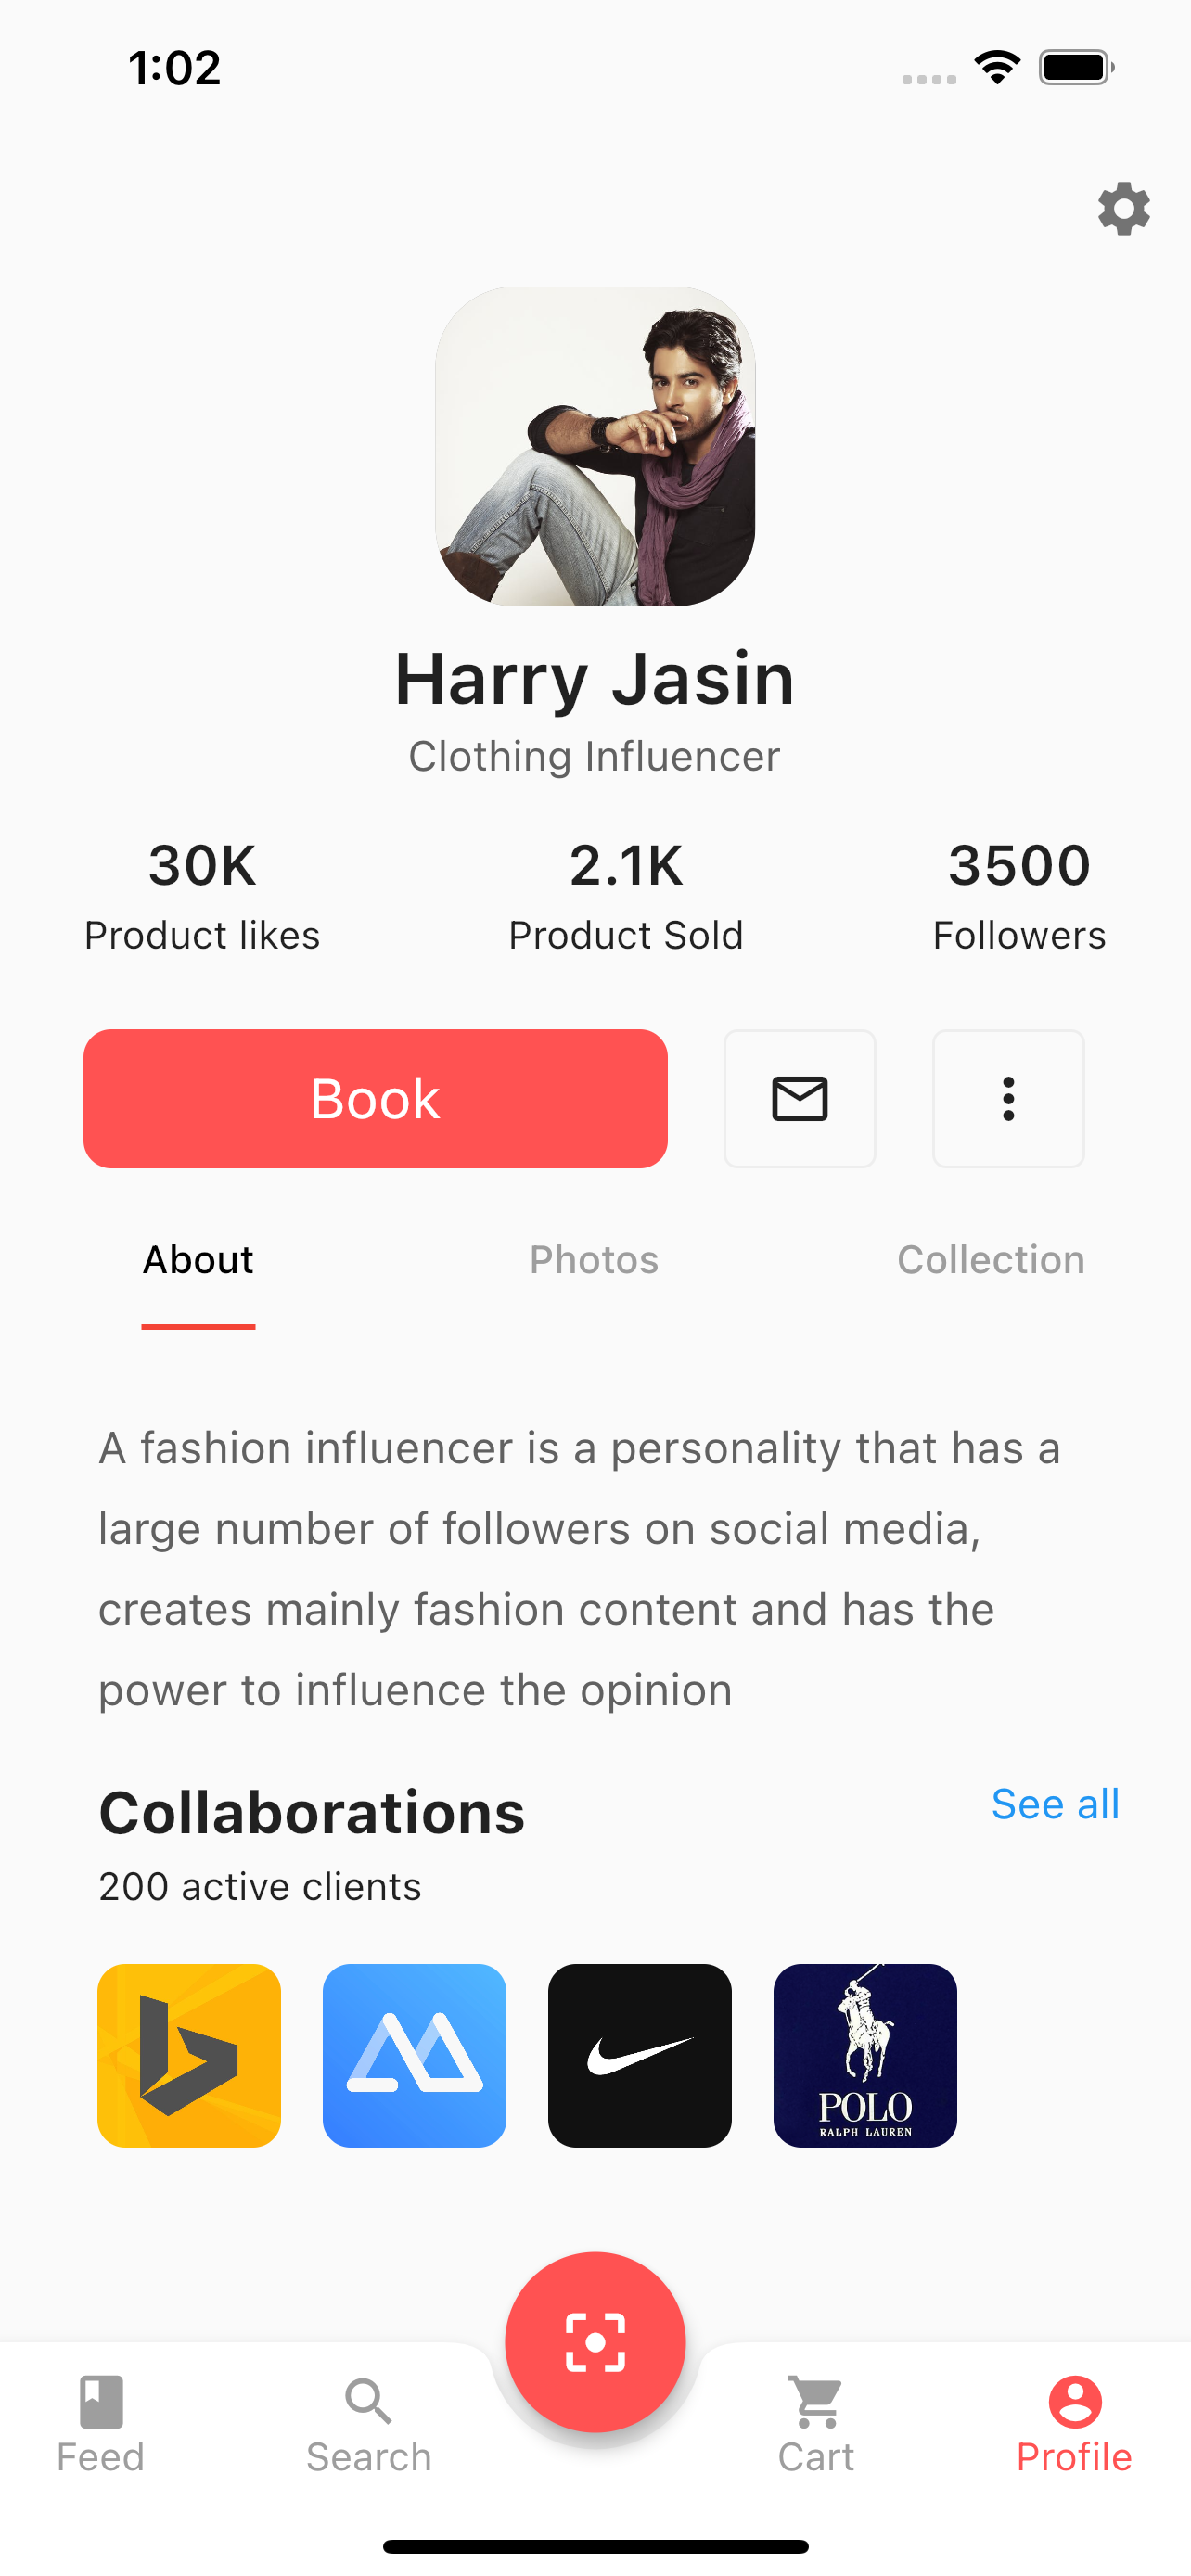 1:02
Harry Jasin
Clothing Influencer
30K
Product likes
2.1K
Product Sold
3500
Followers
Book
About
Photos
Collection
A fashion influencer is a personality that has a
large number of followers on social media,
creates mainly fashion content and has the
power to influence the opinion
Collaborations
See all
200 active clients
POLO
RALPH LAUREN
Feed
Search
Cart
Profile